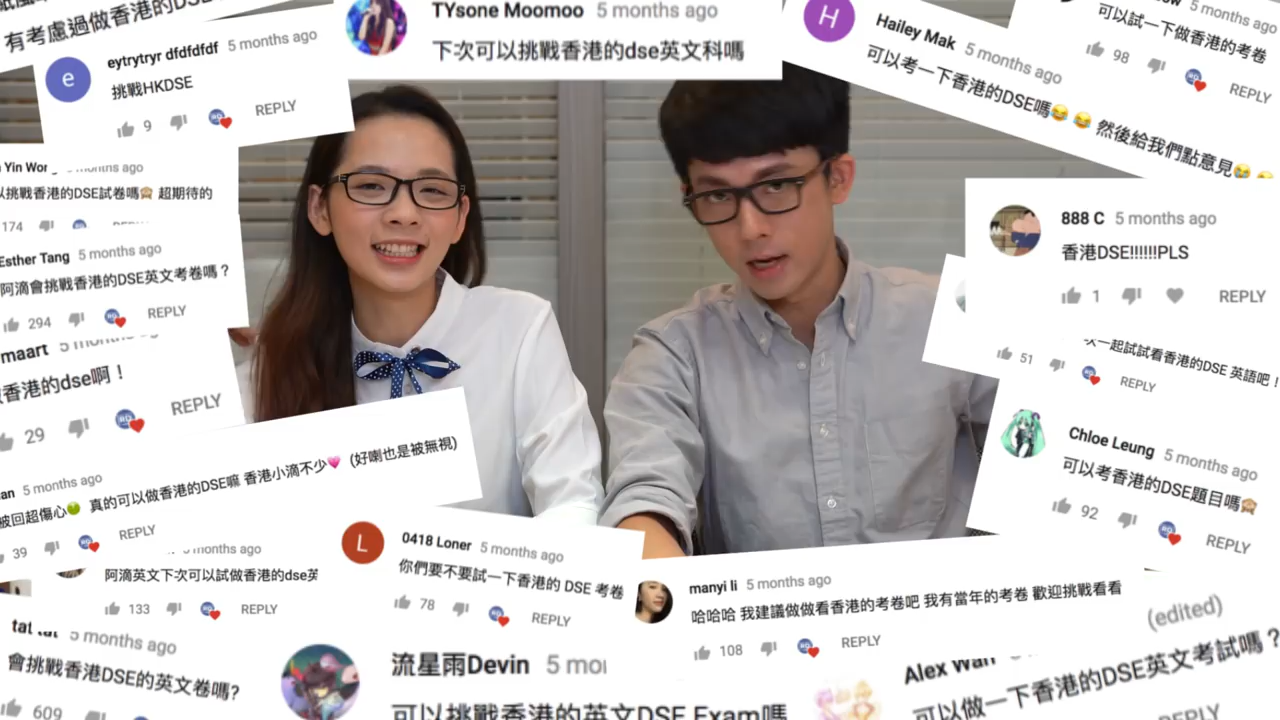 有考慮過做香港的DS
eytrytryr dfdfdfdf 5 months ago
挑戰HKDSE
9 REPLY
TYsone Moomoo 5 months ago
下次可以挑戰香港的dse英文科嗎
H
Hailey Mak 5 months ago
可以考一下香港的DSE嗎😂😂 然後給我們點意見😂
5 months ago
可以試一下做香港的考卷
98 REPLY
e
Yin
以挑戰香港的DSE試卷嗎🙊 超期待的
174
Esther Tang 5 months ago
阿滴會挑戰香港的DSE英文考卷嗎？
294 REPLY
maart
香港的dse啊！
29 REPLY
an 5 months ago
被回超傷心🤢 真的可以做香港的DSE嘛 香港小滴不少💗 (好喇也是被無視)
39 REPLY
阿滴英文下次可以試做香港的dse英
133 REPLY
888 C 5 months ago
香港DSE!!!!!!PLS
1 REPLY
一起試試看香港的DSE 英語吧！
51 REPLY
Chloe Leung 5 months ago
可以考香港的DSE題目嗎🙊
92 REPLY
L
0418 Loner 5 months ago
你們要不要試一下香港的 DSE 考卷
78 REPLY
manyi li 5 months ago
哈哈哈 我建議做做看香港的考卷吧 我有當年的考卷 歡迎挑戰看看
108 REPLY
5 months ago
會挑戰香港DSE的英文卷嗎?
609
流星雨Devin 5 mo
可以挑戰香港的英文DSE Exam嗎
Alex
(edited)
可以做一下香港的DSE英文考試嗎？